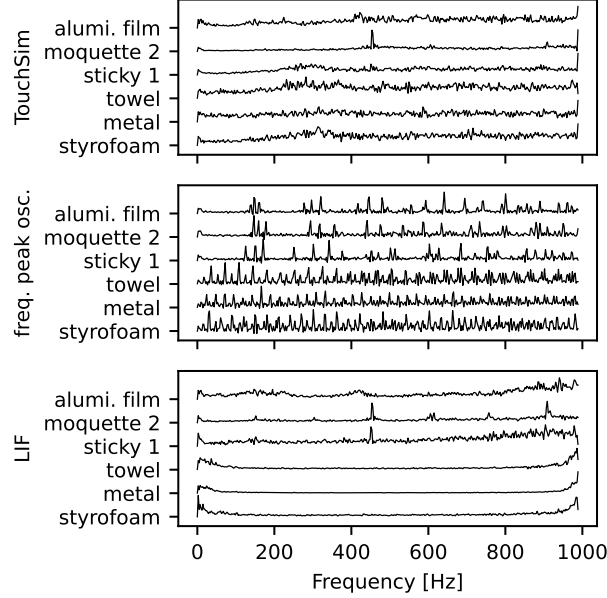 TouchSim
alumi. film
moquette 2
sticky 1
towel
metal
styrofoam
freq. peak osc.
alumi. film
moquette 2
sticky 1
towel
metal
styrofoam
LIF
alumi. film
moquette 2
sticky 1
towel
metal
styrofoam
0 200 400 600 800 1000
Frequency [Hz]